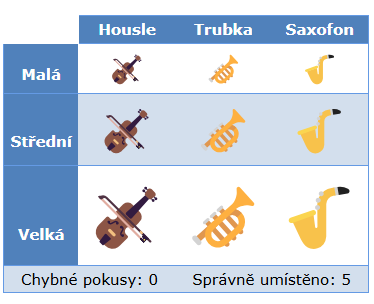 Housle Trubka Saxofon
Malá
Střední
Velká
Chybné pokusy: 0 Správně umístěno: 5